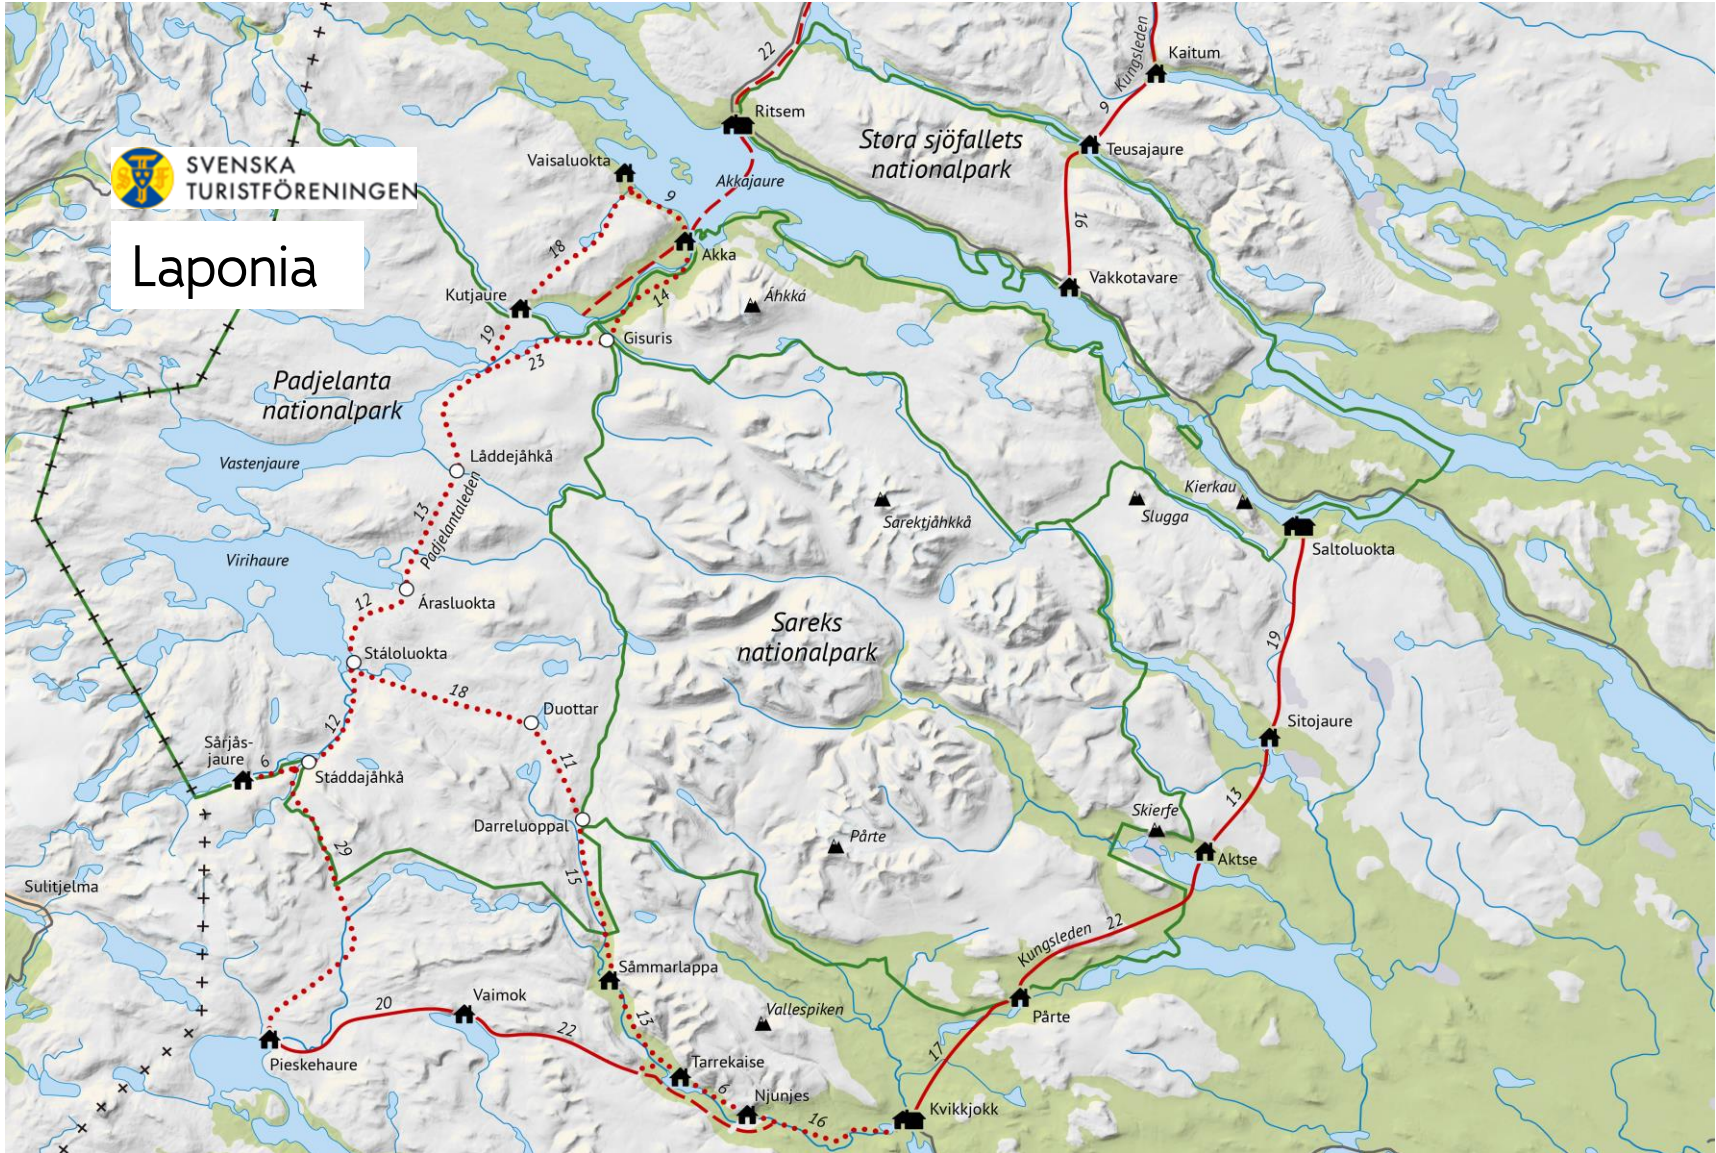 22
Kungsleden
Kaitum
9
Ritsem
Stora sjöfallets
nationalpark
Teusajaure
SVENSKA
TURISTFÖRENINGEN
Vaisaluokta
Akkajaure
9
16
Laponia
18
Akka
Vakkotavare
Kutjaure
14
Áhkká
19
Gisuris
23
Padjelanta
nationalpark
Låddejåhkå
Vastenjaure
Kierkau
13
Padjelantaleden
Sarektjåhkkå
Slugga
Saltoluokta
Virihaure
12
Árasluokta
Sareks
nationalpark
19
Stáloluokta
18
Duottar
12
Sitojaure
Sårjås-
jaure
6
Stáddajåhkå
11
13
Skierfe
Darreluoppal
Pårte
29
Aktse
15
Sulitjelma
22
Kungsleden
Såmmarlappa
20
Vaimok
Vallespiken
Pårte
22
13
17
Pieskehaure
Tarrekaise
6
Njunjes
16
Kvikkjokk